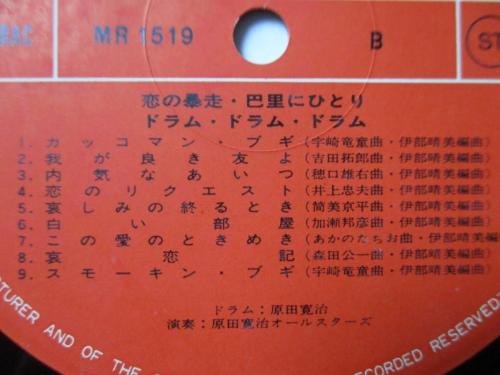 RAC MR 1519 B ST
恋の暴走・巴里にひとり
ドラム・ドラム・ドラム
1. カッコマン・ブギ (宇崎竜童曲・伊部晴美編曲)
2. 我が良き友よ (吉田拓郎曲・伊部晴美編曲)
3. 内気なあいつ (穂口雄右曲・伊部晴美編曲)
4. 恋のリクエスト (井上忠夫曲・伊部晴美編曲)
5. 哀しみの終るとき (筒美京平曲・伊部晴美編曲)
6. 白い部屋 (加瀬邦彦曲・伊部晴美編曲)
7. この愛のときめき (あかのたちお曲・伊部晴美編
8. 哀恋記 (森田公一曲・伊部晴美編曲)
9. スモーキン・ブギ (宇崎竜童曲・伊部晴美編曲)
ドラム:原田寛治
演奏:原田寛治オールスターズ
CTURER AND OF THE
RECORDED RESERVED